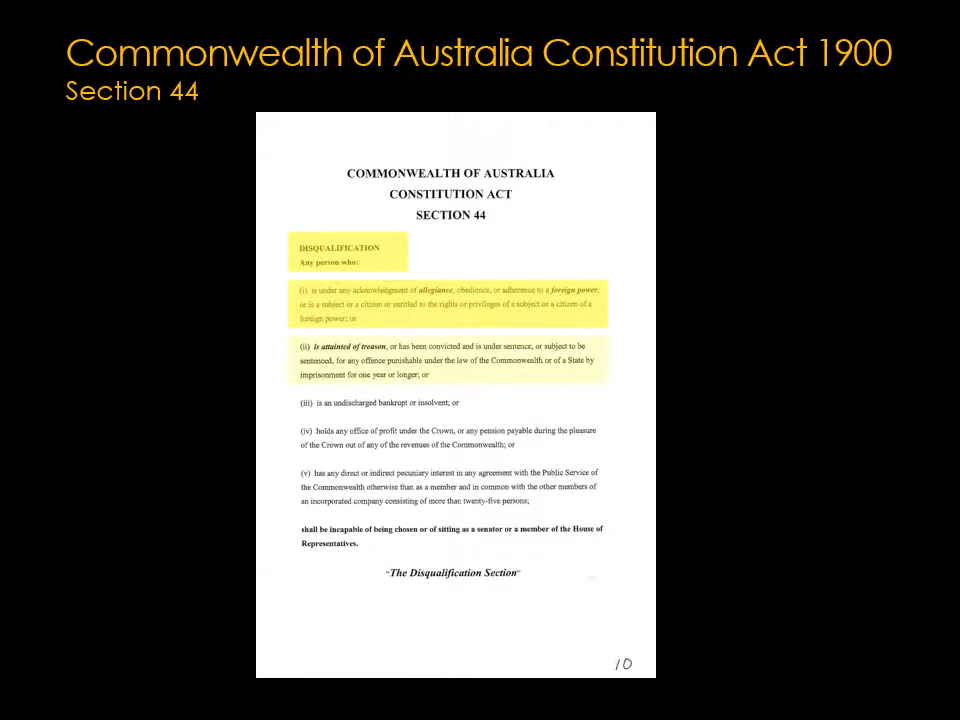 Commonwealth of Australia Constitution Act 1900
Section 44
COMMONWEALTH OF AUSTRALIA
CONSTITUTION ACT
SECTION 44
DISQUALIFICATION
Any person who:
(i) is under any acknowledgment of allegiance, obedience, or adherence to a foreign power,
or is a subject or a citizen or entitled to the rights or privileges of a subject or a citizen of a
foreign power; or
(ii) is attainted of treason, or has been convicted and is under sentence, or subject to be
sentenced, for any offence punishable under the law of the Commonwealth or of a State by
imprisonment for one year or longer; or
(iii) is an undischarged bankrupt or insolvent; or
(iv) holds any office of profit under the Crown, or any pension payable during the pleasure
of the Crown out of any of the revenues of the Commonwealth; or
(v) has any direct or indirect pecuniary interest in any agreement with the Public Service of
the Commonwealth otherwise than as a member and in common with the other members of
an incorporated company consisting of more than twenty-five persons;
shall be incapable of being chosen or of sitting as a senator or a member of the House of
Representatives.
"The Disqualification Section"
10